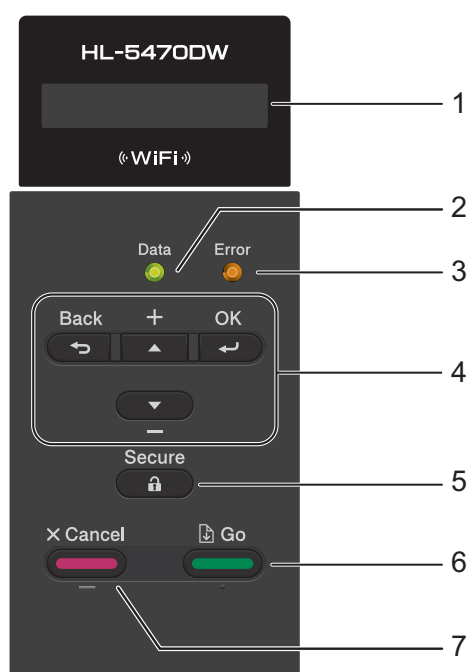 HL-5470DW
1
WiFi
2
Data Error
3
Back + OK
4
Secure
5
× Cancel Go
6
7